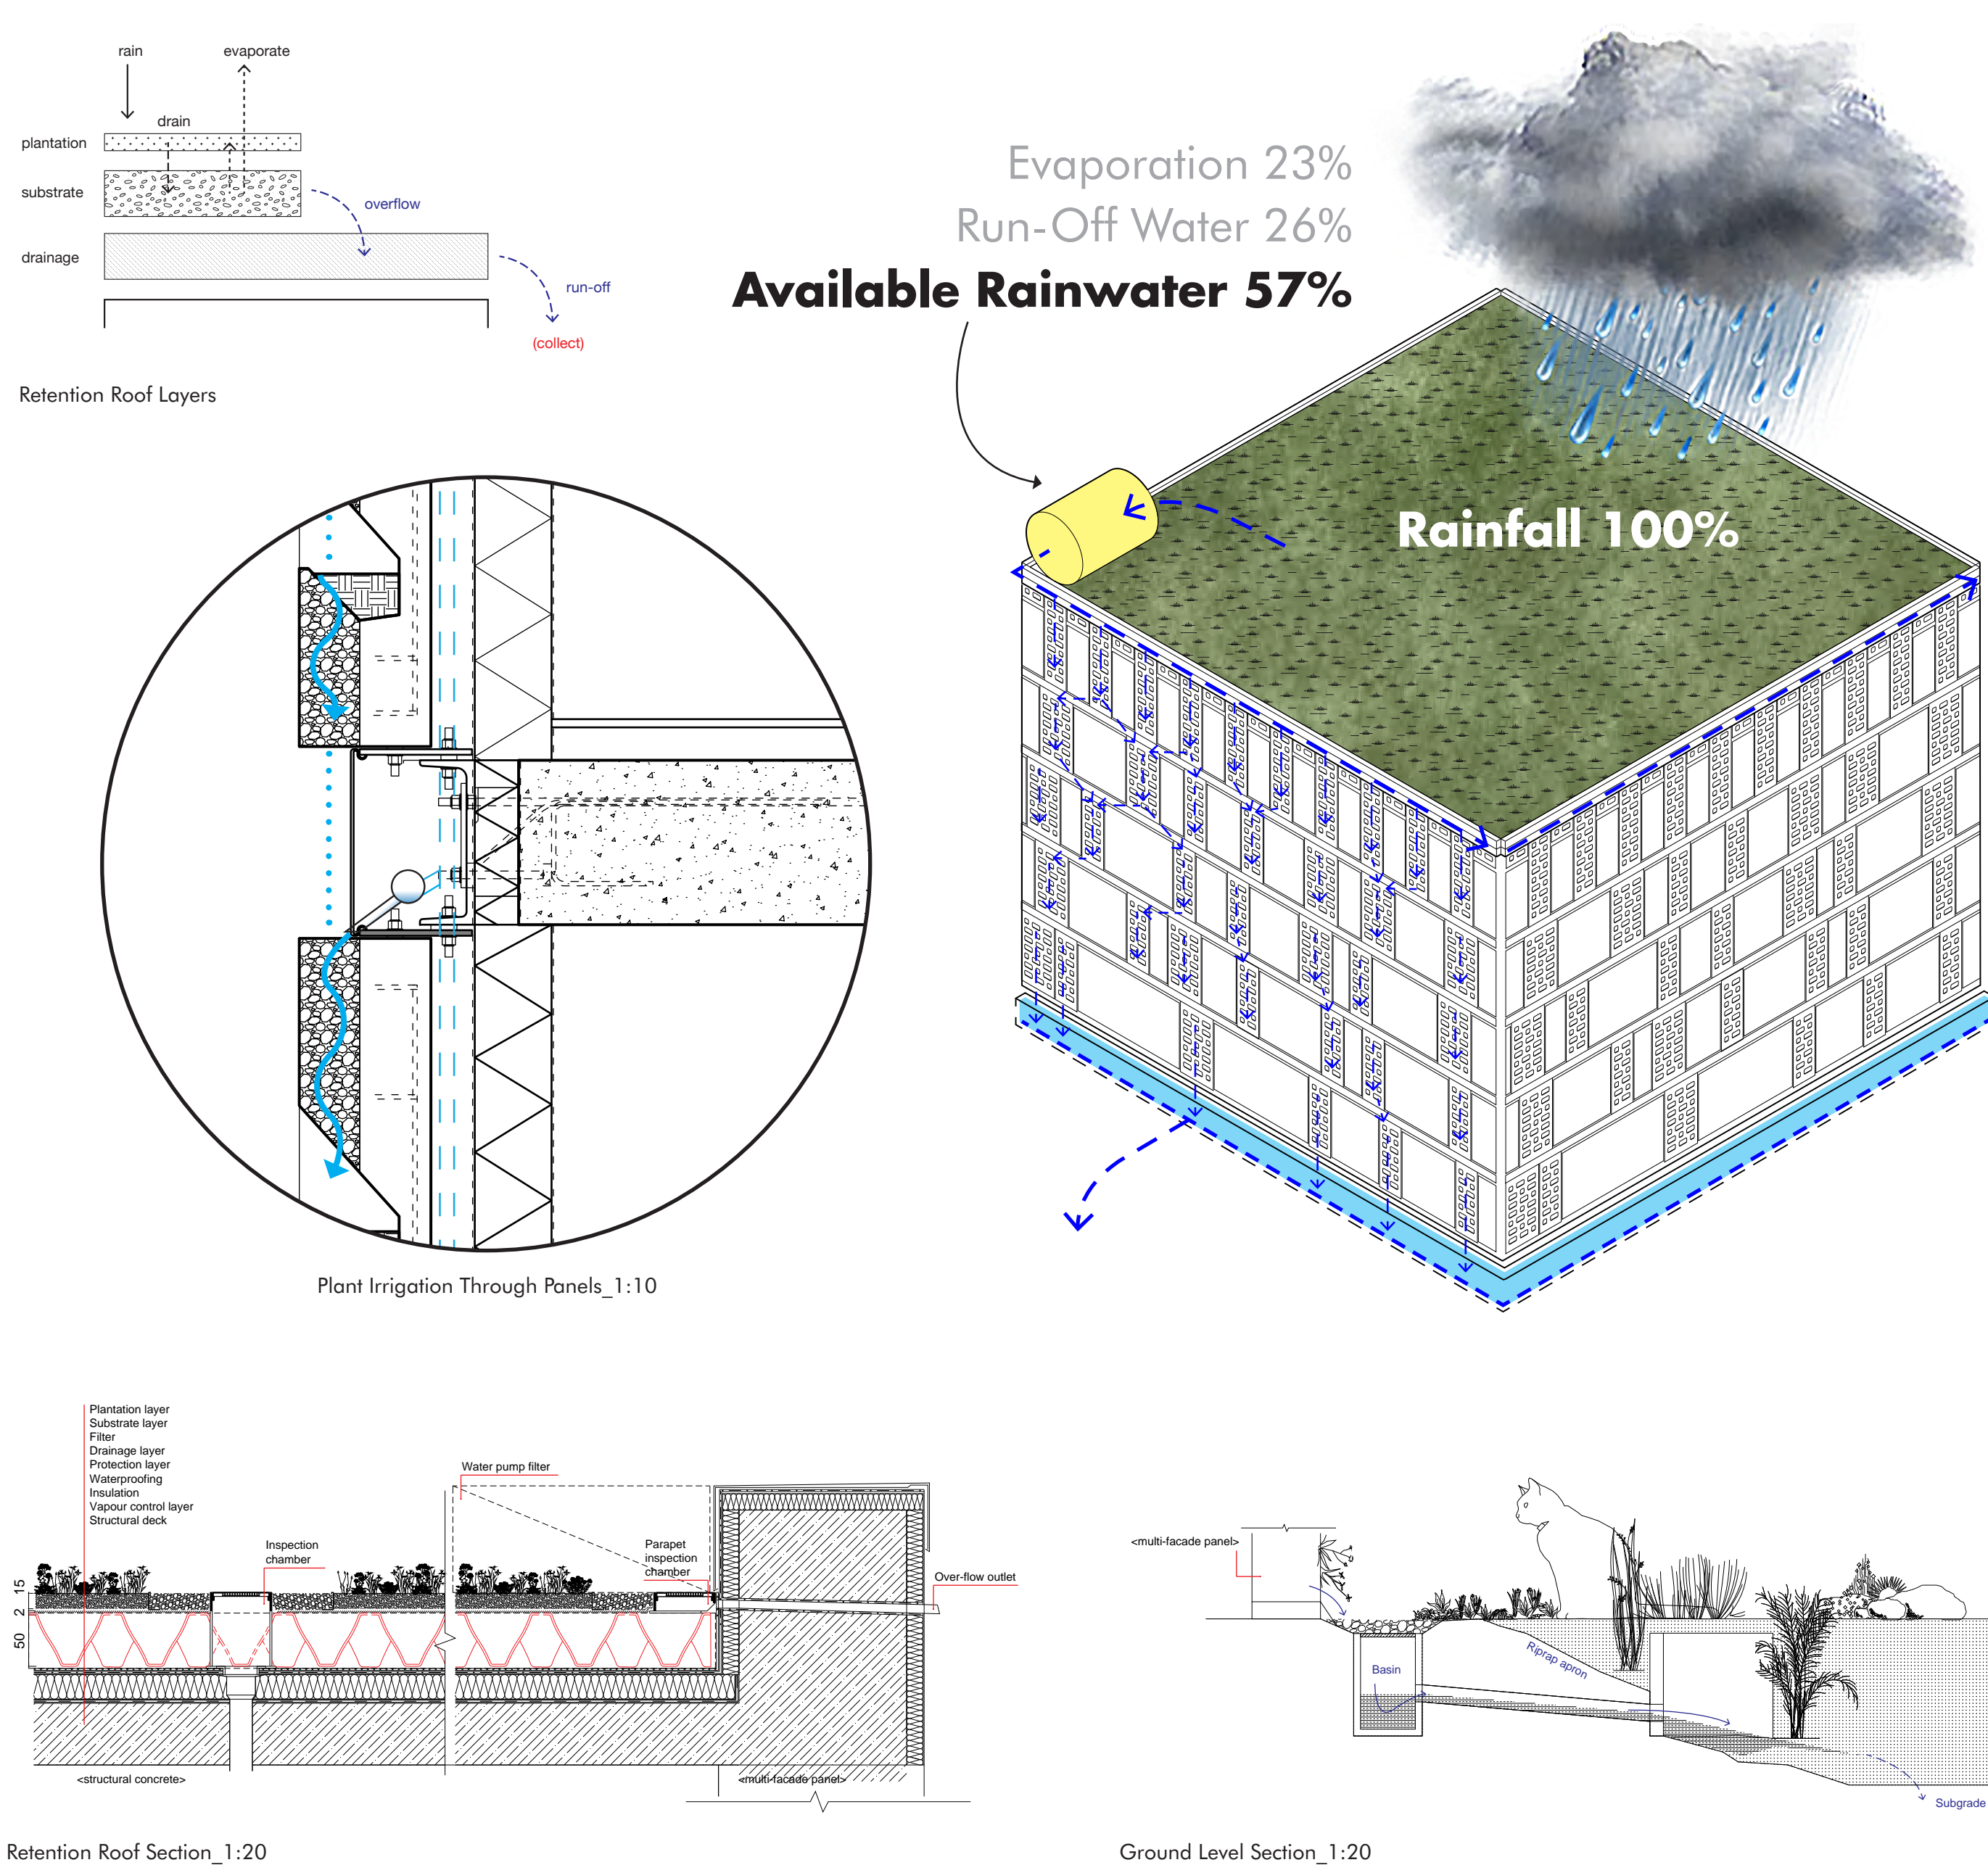 rain
evaporate
drain
plantation
substrate
overflow
drainage
run-off
(collect)
Retention Roof Layers
Evaporation 23%
Run-Off Water 26%
Available Rainwater 57%
Rainfall 100%
Plant Irrigation Through Panels_1:10
Plantation layer
Substrate layer
Filter
Drainage layer
Protection layer
Waterproofing
Insulation
Vapour control layer
Structural deck
Water pump filter
Inspection
chamber
Parapet
inspection
chamber
Over-flow outlet
15
2
50
<structural concrete>
<multi-facade panel>
Retention Roof Section_1:20
<multi-facade panel>
Basin
Riprap apron
Subgrade
Ground Level Section_1:20